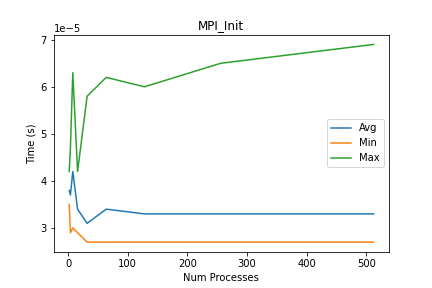 MPI_Init
1e−5
7
6
5
4
3
Time (s)
Avg
Min
Max
0 100 200 300 400 500
Num Processes